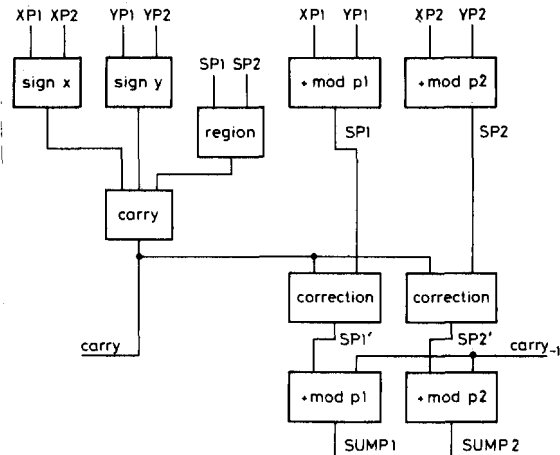 XP1 XP2 YP1 YP2 XP1 YP1 XP2 YP2
sign x sign y SP1 SP2 + mod p1 + mod p2
region SP1 SP2
carry
correction correction
carry SP1' SP2' carry-1
+ mod p1 + mod p2
SUMP1 SUMP2